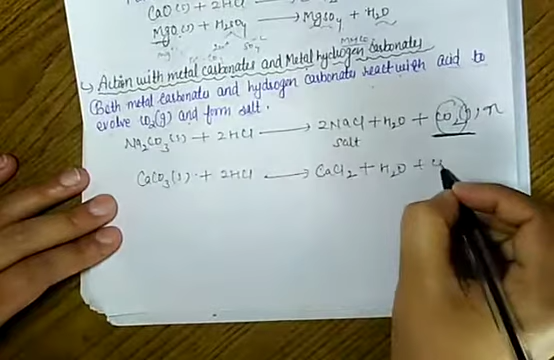 CaO(s) + 2HCl
MgO(s) + H2SO4 → MgSO4 + H2O
Action with metal carbonates and Metal hydrogen carbonates
Both metal carbonates and hydrogen carbonate react with acid to
evolve CO2(g) and form salt.
Na2CO3(s) + 2HCl → 2NaCl + H2O + CO2(g)
salt
CaCO3(s) + 2HCl → CaCl2 + H2O +